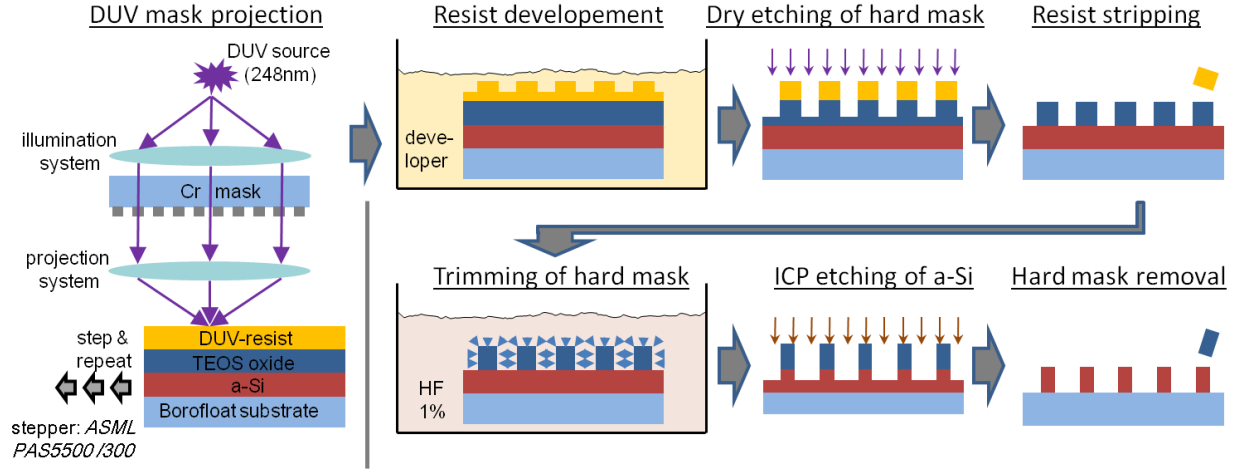 DUV mask projection
DUV source
(248nm)
illumination
system
Cr mask
projection
system
step &
repeat
DUV-resist
TEOS oxide
a-Si
Borofloat substrate
stepper: ASML
PAS5500/300
Resist developement
deve-
loper
Dry etching of hard mask
Resist stripping
Trimming of hard mask
HF
1%
ICP etching of a-Si
Hard mask removal